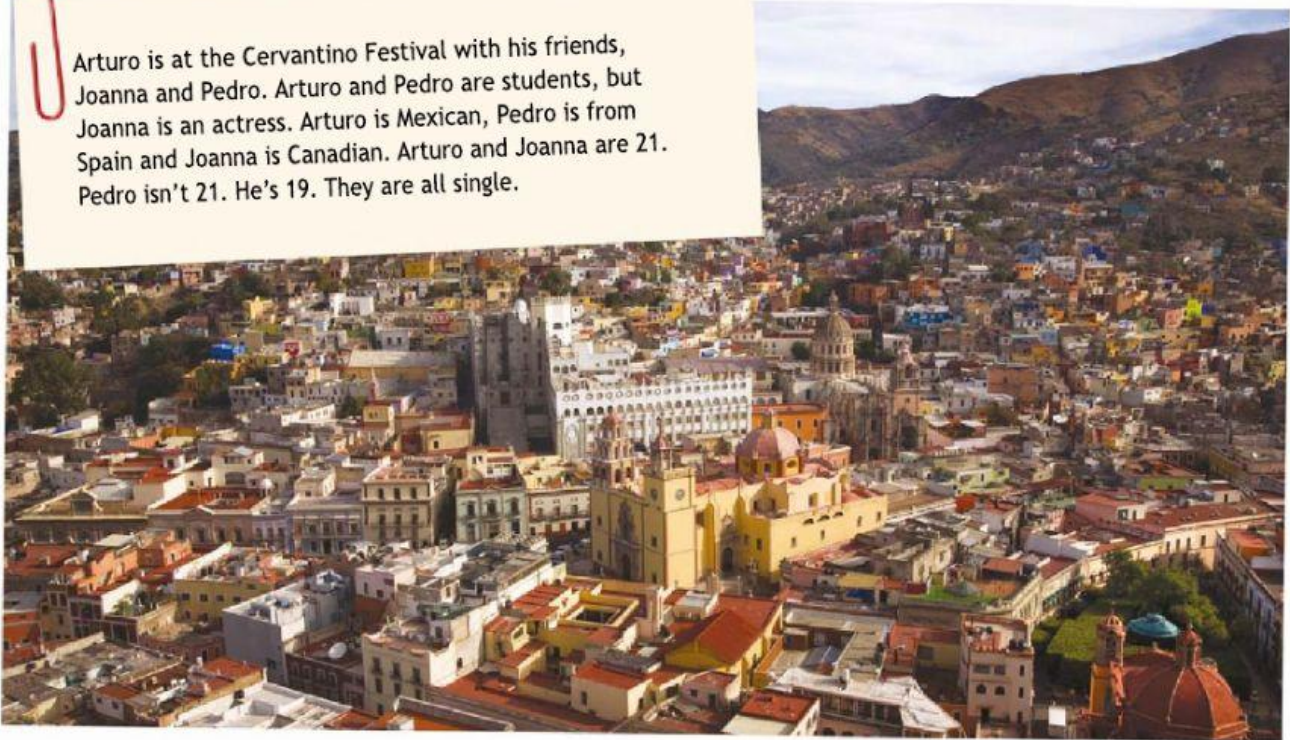 Arturo is at the Cervantino Festival with his friends,
Joanna and Pedro. Arturo and Pedro are students, but
Joanna is an actress. Arturo is Mexican, Pedro is from
Spain and Joanna is Canadian. Arturo and Joanna are 21.
Pedro isn't 21. He's 19. They are all single.